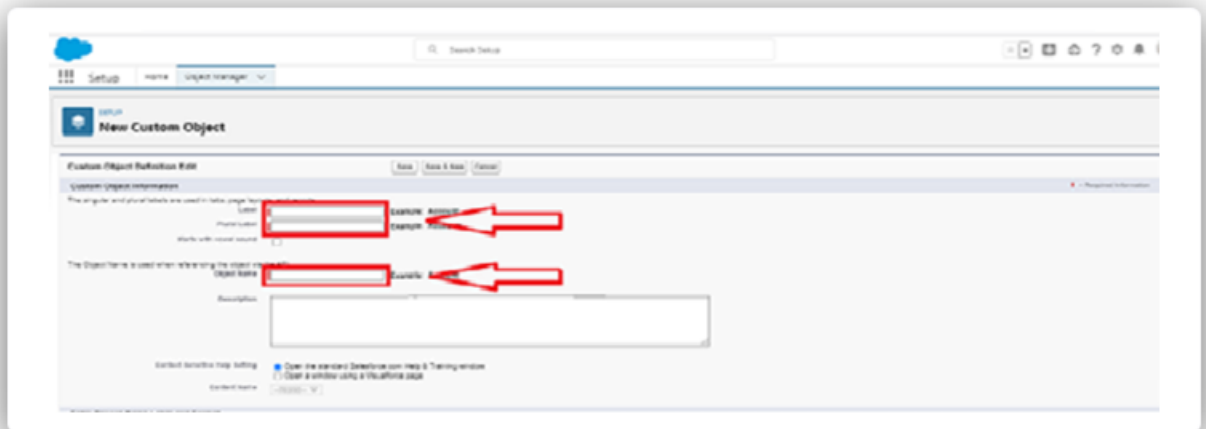 Search Setup
Setup Home Object Manager
SETUP
New Custom Object
Custom Object Definition Edit Save Save & New Cancel
Custom Object Information = Required Information
The singular and plural labels are used in tabs, page layouts,
Label Example: Account
Plural Label Example:
Starts with vowel sound
The Object Name is used when referencing the object via the API.
Object Name Example:
Description
Context-Sensitive Help Setting Open the standard Salesforce.com Help & Training window
Open a window using a Visualforce page
Content Name --None--